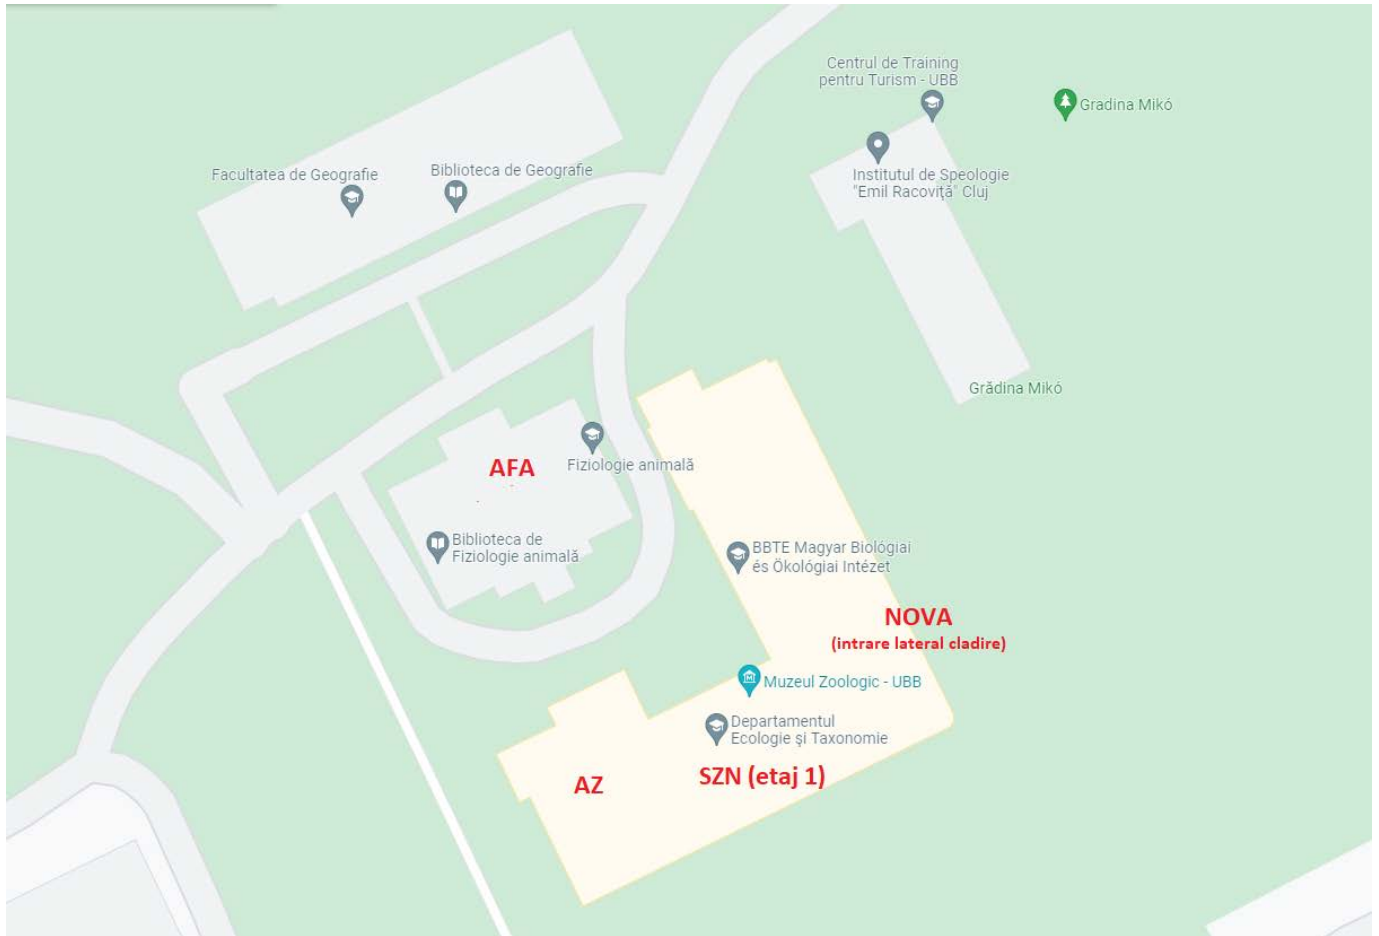 Centrul de Training
pentru Turism - UBB
Gradina Mikó
Facultatea de Geografie
Biblioteca de Geografie
Institutul de Speologie
"Emil Racoviță" Cluj
Grădina Mikó
AFA
Fiziologie animală
Biblioteca de
Fiziologie animală
BBTE Magyar Biológiai
és Ökológiai Intézet
NOVA
(intrare lateral cladire)
Muzeul Zoologic - UBB
Departamentul
Ecologie și Taxonomie
AZ
SZN (etaj 1)